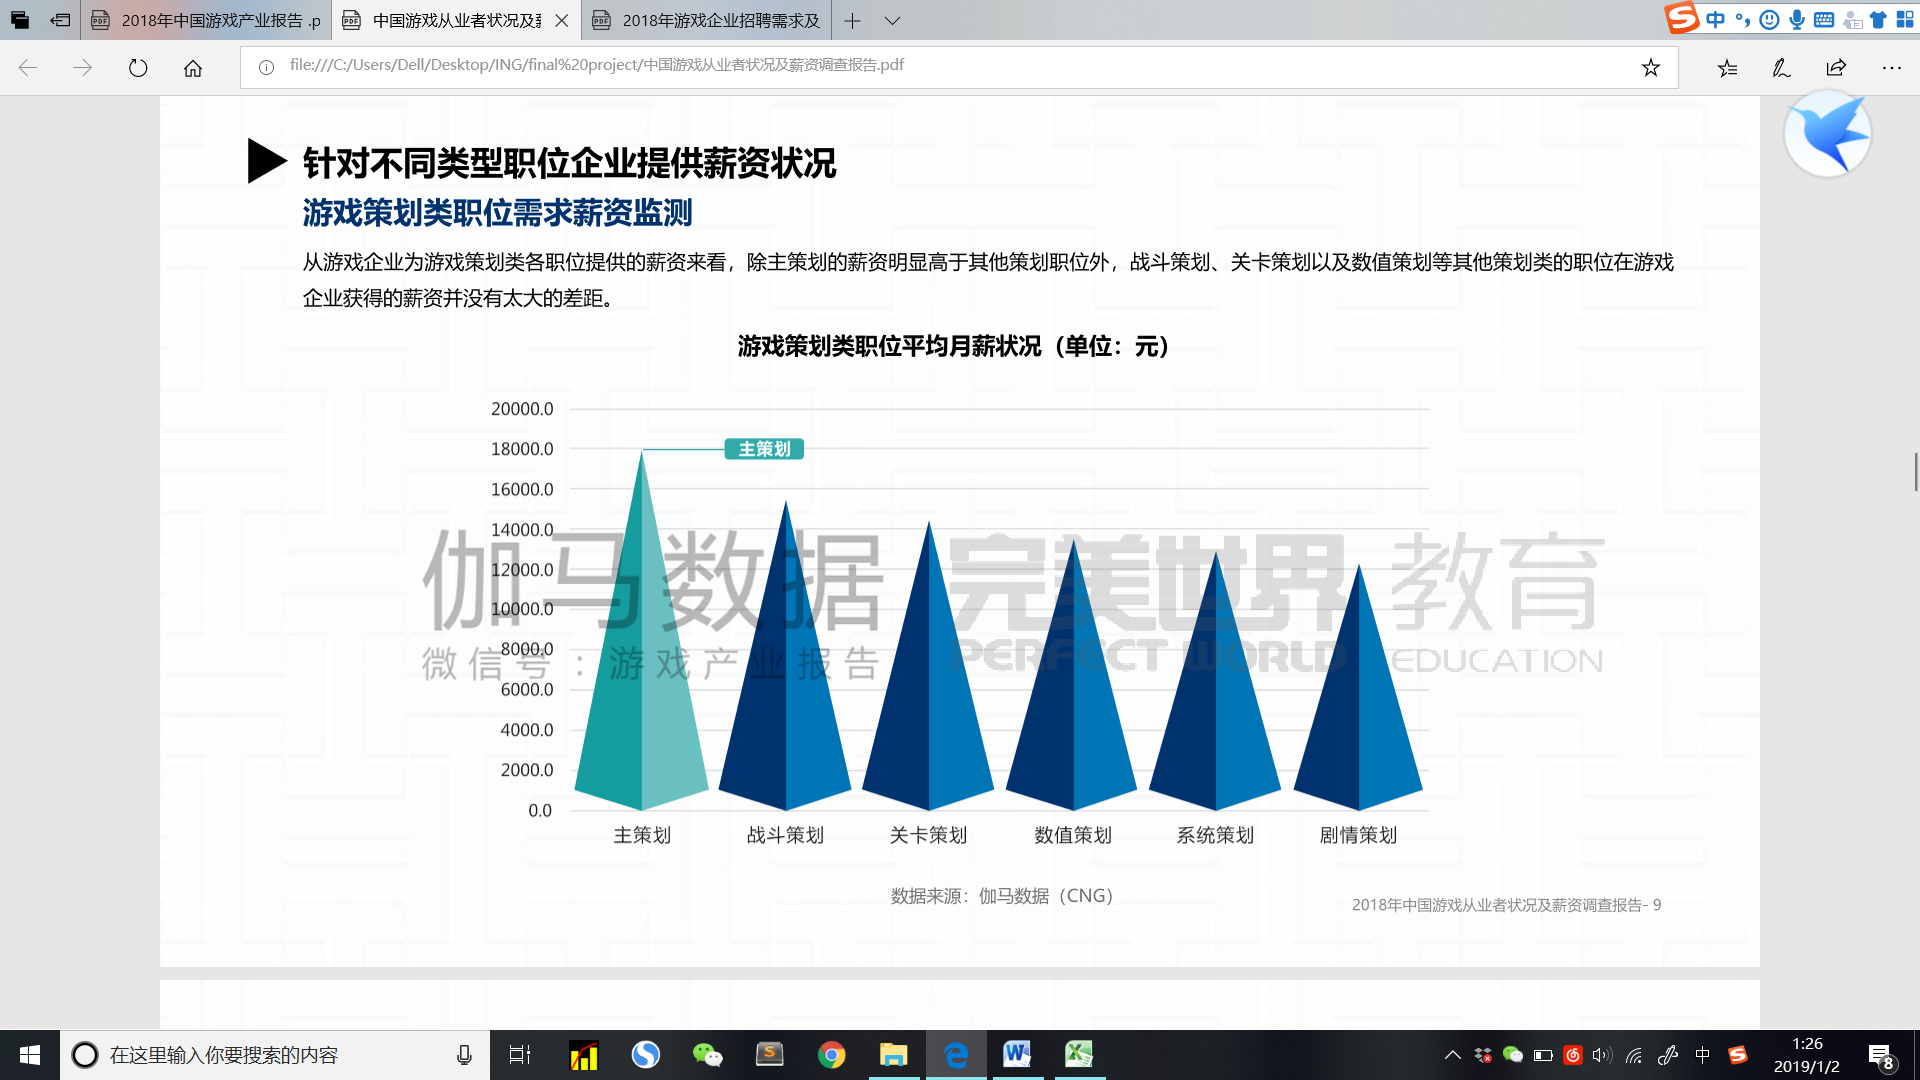 2018年中国游戏产业报告 .p
中国游戏从业者状况及薪
2018年游戏企业招聘需求及
中
file:///C:/Users/Dell/Desktop/ING/final%20project/中国游戏从业者状况及薪资调查报告.pdf
针对不同类型职位企业提供薪资状况
游戏策划类职位需求薪资监测
从游戏企业为游戏策划类各职位提供的薪资来看，除主策划的薪资明显高于其他策划职位外，战斗策划、关卡策划以及数值策划等其他策划类的职位在游戏
企业获得的薪资并没有太大的差距。
游戏策划类职位平均月薪状况（单位：元）
20000.0
18000.0
16000.0
14000.0
12000.0
10000.0
8000.0
6000.0
4000.0
2000.0
0.0
主策划
伽马数据
微信号：游戏产业报告
完美世界 教育
PERFECT WORLD EDUCATION
主策划 战斗策划 关卡策划 数值策划 系统策划 剧情策划
数据来源：伽马数据（CNG）
2018年中国游戏从业者状况及薪资调查报告- 9
在这里输入你要搜索的内容
中
1:26
2019/1/2
8